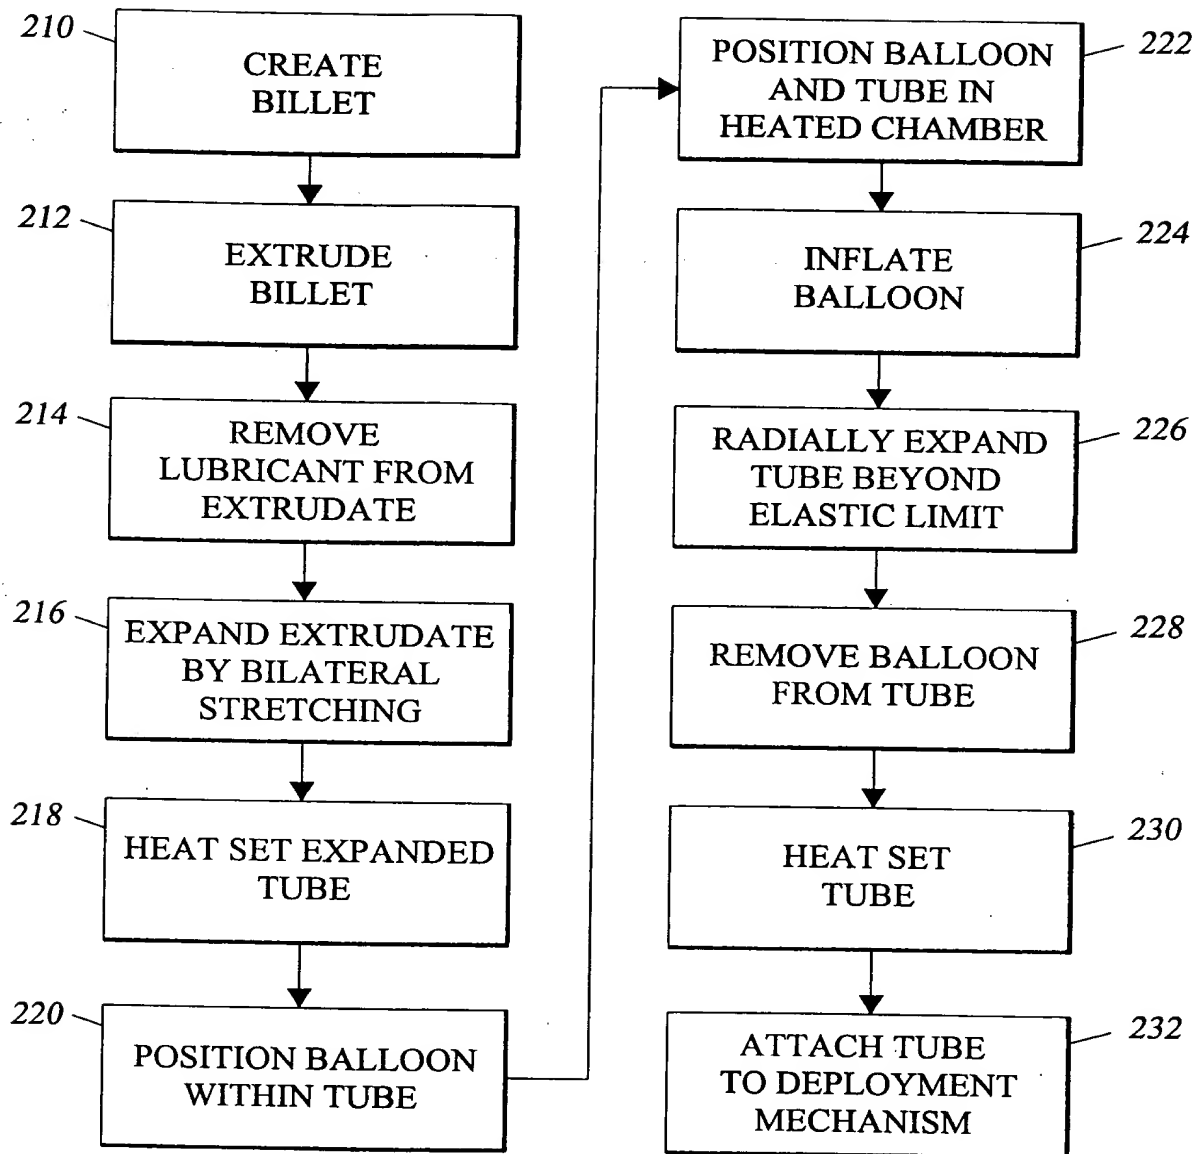 210
CREATE
BILLET
212
EXTRUDE
BILLET
214
REMOVE
LUBRICANT FROM
EXTRUDATE
216
EXPAND EXTRUDATE
BY BILATERAL
STRETCHING
218
HEAT SET EXPANDED
TUBE
220
POSITION BALLOON
WITHIN TUBE
222
POSITION BALLOON
AND TUBE IN
HEATED CHAMBER
224
INFLATE
BALLOON
226
RADIALLY EXPAND
TUBE BEYOND
ELASTIC LIMIT
228
REMOVE BALLOON
FROM TUBE
230
HEAT SET
TUBE
232
ATTACH TUBE
TO DEPLOYMENT
MECHANISM